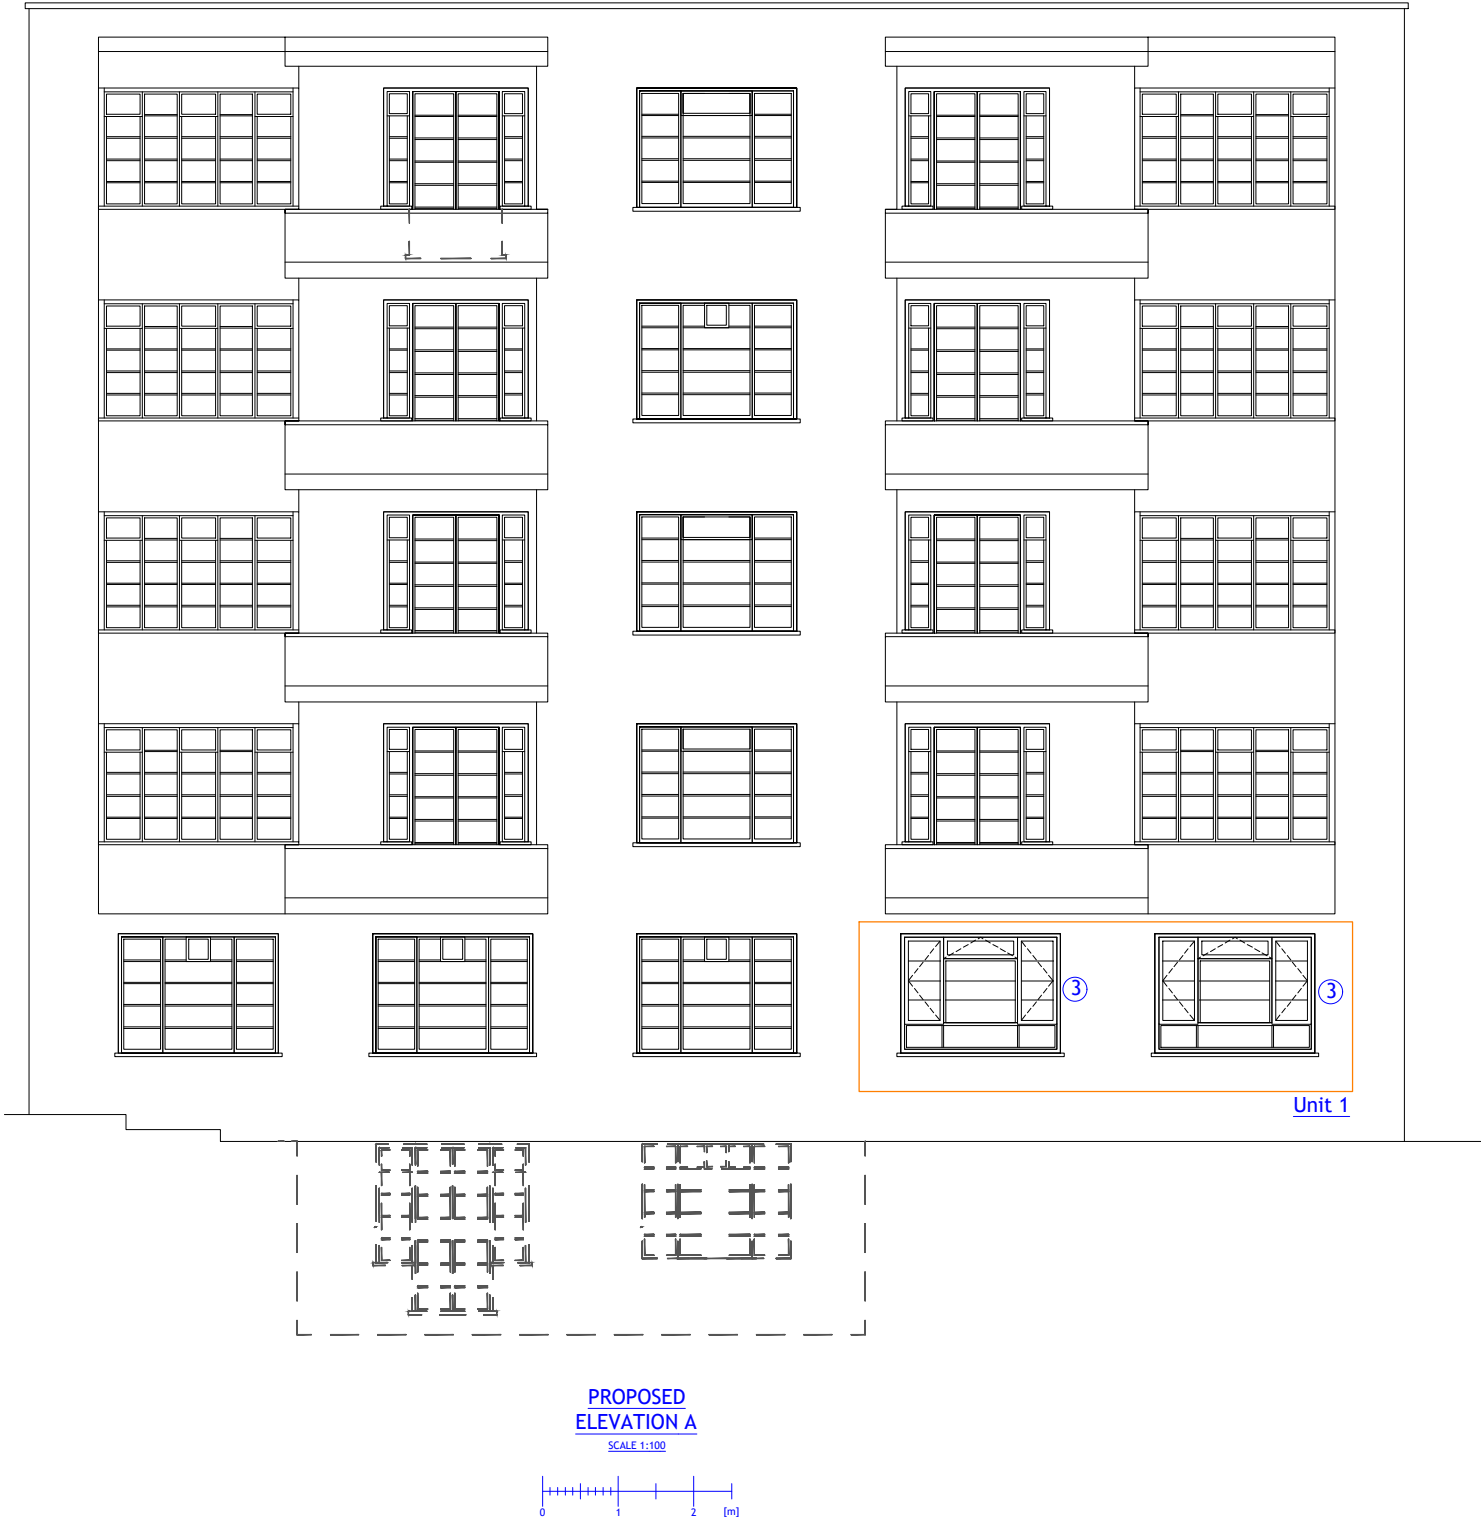 3
3
Unit 1
PROPOSED
ELEVATION A
SCALE 1:100
0 1 2 [m]